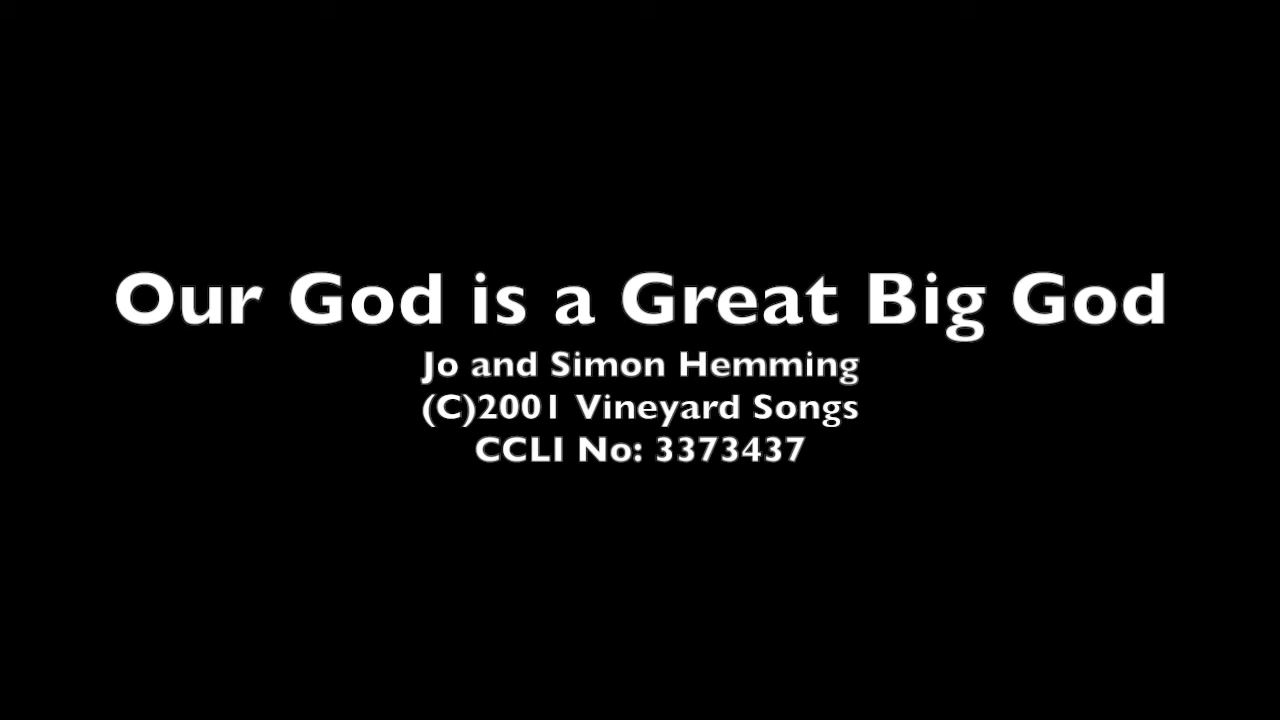 Our God is a Great Big God
Jo and Simon Hemming
(C)2001 Vineyard Songs
CCLI No: 3373437